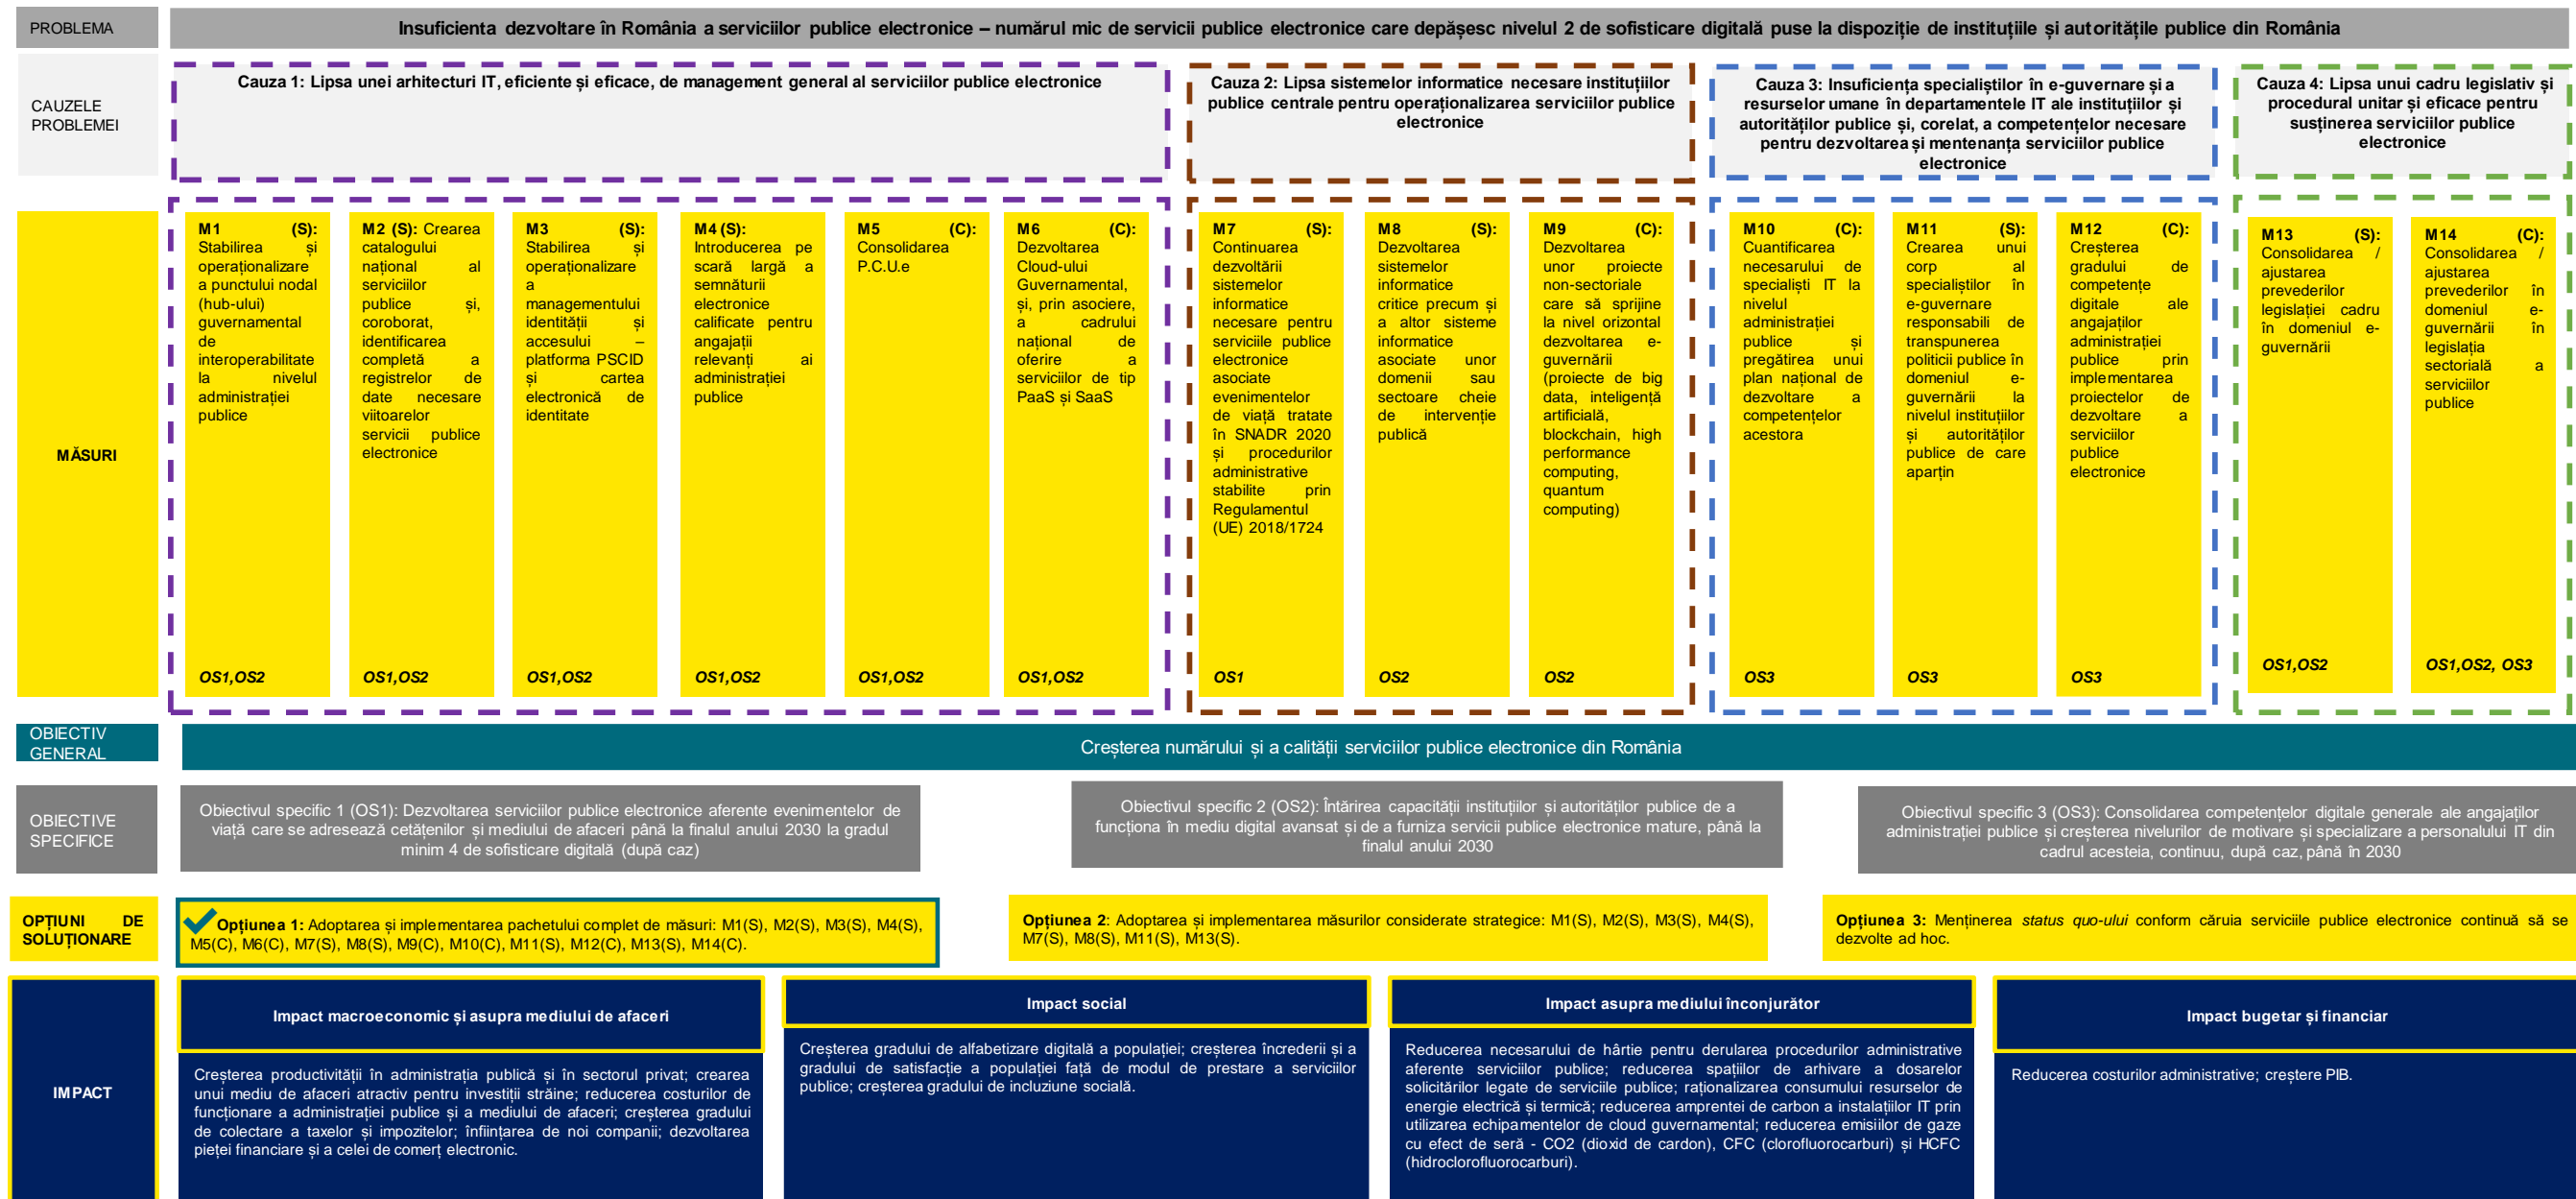 PROBLEMA
Insuficienta dezvoltare în România a serviciilor publice electronice – numărul mic de servicii publice electronice care depășesc nivelul 2 de sofisticare digitală puse la dispoziție de instituțiile și autoritățile publice din România
CAUZELE
PROBLEMEI
Cauza 1: Lipsa unei arhitecturi IT, eficiente și eficace, de management general al serviciilor publice electronice
Cauza 2: Lipsa sistemelor informatice necesare instituțiilor
publice centrale pentru operaționalizarea serviciilor publice
electronice
Cauza 3: Insuficiența specialiștilor în e-guvernare și a
resurselor umane în departamentele IT ale instituțiilor și
autorităților publice și, corelat, a competențelor necesare
pentru dezvoltarea și mentenanța serviciilor publice
electronice
Cauza 4: Lipsa unui cadru legislativ și
procedural unitar și eficace pentru
susținerea serviciilor publice
electronice
MĂSURI
M1 (S):
Stabilirea și
operaționalizare
a punctului nodal
(hub-ului)
guvernamental
de
interoperabilitate
la nivelul
administrației
publice
OS1,OS2
M2 (S): Crearea
catalogului
național al
serviciilor
publice și,
coroborat,
identificarea
completă a
registrelor de
date necesare
viitoarelor
servicii publice
electronice
OS1,OS2
M3 (S):
Stabilirea și
operaționalizare
a
managementului
identității și
accesului –
platforma PSCID
și cartea
electronică de
identitate
OS1,OS2
M4 (S):
Introducerea pe
scară largă a
semnăturii
electronice
calificate pentru
angajații
relevanți ai
administrației
publice
OS1,OS2
M5 (C):
Consolidarea
P.C.U.e
OS1,OS2
M6 (C):
Dezvoltarea
Cloud-ului
Guvernamental,
și, prin asociere,
a cadrului
național de
oferire a
serviciilor de tip
PaaS și SaaS
OS1,OS2
M7 (S):
Continuarea
dezvoltării
sistemelor
informatice
necesare pentru
serviciile publice
electronice
asociate
evenimentelor
de viață tratate
în SNADR 2020
și procedurilor
administrative
stabilite prin
Regulamentul
(UE) 2018/1724
OS1
M8 (S):
Dezvoltarea
sistemelor
informatice
critice precum și
a altor sisteme
informatice
asociate unor
domenii sau
sectoare cheie
de intervenție
publică
OS2
M9 (C):
Dezvoltarea
unor proiecte
non-sectoriale
care să sprijine
la nivel orizontal
dezvoltarea e-
guvernării
(proiecte de big
data, inteligență
artificială,
blockchain, high
performance
computing,
quantum
computing)
OS2
M10 (C):
Cuantificarea
necesarului de
specialiști IT la
nivelul
administrației
publice și
pregătirea unui
plan național de
dezvoltare a
competențelor
acestora
OS3
M11 (S):
Crearea unui
corp al
specialiștilor în
e-guvernare
responsabili de
transpunerea
politicii publice în
domeniul e-
guvernării la
nivelul instituțiilor
și autorităților
publice de care
aparțin
OS3
M12 (C):
Creșterea
gradului de
competențe
digitale ale
angajaților
administrației
publice prin
implementarea
proiectelor de
dezvoltare a
serviciilor
publice
electronice
OS3
M13 (S):
Consolidarea /
ajustarea
prevederilor
legislației cadru
în domeniul e-
guvernării
OS1,OS2
M14 (C):
Consolidarea /
ajustarea
prevederilor în
domeniul e-
guvernării în
legislația
sectorială a
serviciilor
publice
OS1,OS2, OS3
OBIECTIV
GENERAL
Creșterea numărului și a calității serviciilor publice electronice din România
OBIECTIVE
SPECIFICE
Obiectivul specific 1 (OS1): Dezvoltarea serviciilor publice electronice aferente evenimentelor de
viață care se adresează cetățenilor și mediului de afaceri până la finalul anului 2030 la gradul
minim 4 de sofisticare digitală (după caz)
Obiectivul specific 2 (OS2): Întărirea capacității instituțiilor și autorităților publice de a
funcționa în mediu digital avansat și de a furniza servicii publice electronice mature, până la
finalul anului 2030
Obiectivul specific 3 (OS3): Consolidarea competențelor digitale generale ale angajaților
administrației publice și creșterea nivelurilor de motivare și specializare a personalului IT din
cadrul acesteia, continuu, după caz, până în 2030
OPȚIUNI DE
SOLUȚIONARE
Opțiunea 1: Adoptarea și implementarea pachetului complet de măsuri: M1(S), M2(S), M3(S), M4(S),
M5(C), M6(C), M7(S), M8(S), M9(C), M10(C), M11(S), M12(C), M13(S), M14(C).
Opțiunea 2: Adoptarea și implementarea măsurilor considerate strategice: M1(S), M2(S), M3(S), M4(S),
M7(S), M8(S), M11(S), M13(S).
Opțiunea 3: Menținerea status quo-ului conform căruia serviciile publice electronice continuă să se
dezvolte ad hoc.
IMPACT
Impact macroeconomic și asupra mediului de afaceri
Creșterea productivității în administrația publică și în sectorul privat; crearea
unui mediu de afaceri atractiv pentru investiții străine; reducerea costurilor de
funcționare a administrației publice și a mediului de afaceri; creșterea gradului
de colectare a taxelor și impozitelor; înființarea de noi companii; dezvoltarea
pieței financiare și a celei de comerț electronic.
Impact social
Creșterea gradului de alfabetizare digitală a populației; creșterea încrederii și a
gradului de satisfacție a populației față de modul de prestare a serviciilor
publice; creșterea gradului de incluziune socială.
Impact asupra mediului înconjurător
Reducerea necesarului de hârtie pentru derularea procedurilor administrative
aferente serviciilor publice; reducerea spațiilor de arhivare a dosarelor
solicitărilor legate de serviciile publice; raționalizarea consumului resurselor de
energie electrică și termică; reducerea amprentei de carbon a instalațiilor IT prin
utilizarea echipamentelor de cloud guvernamental; reducerea emisiilor de gaze
cu efect de seră - CO2 (dioxid de cardon), CFC (clorofluorocarburi) și HCFC
(hidroclorofluorocarburi).
Impact bugetar și financiar
Reducerea costurilor administrative; creștere PIB.